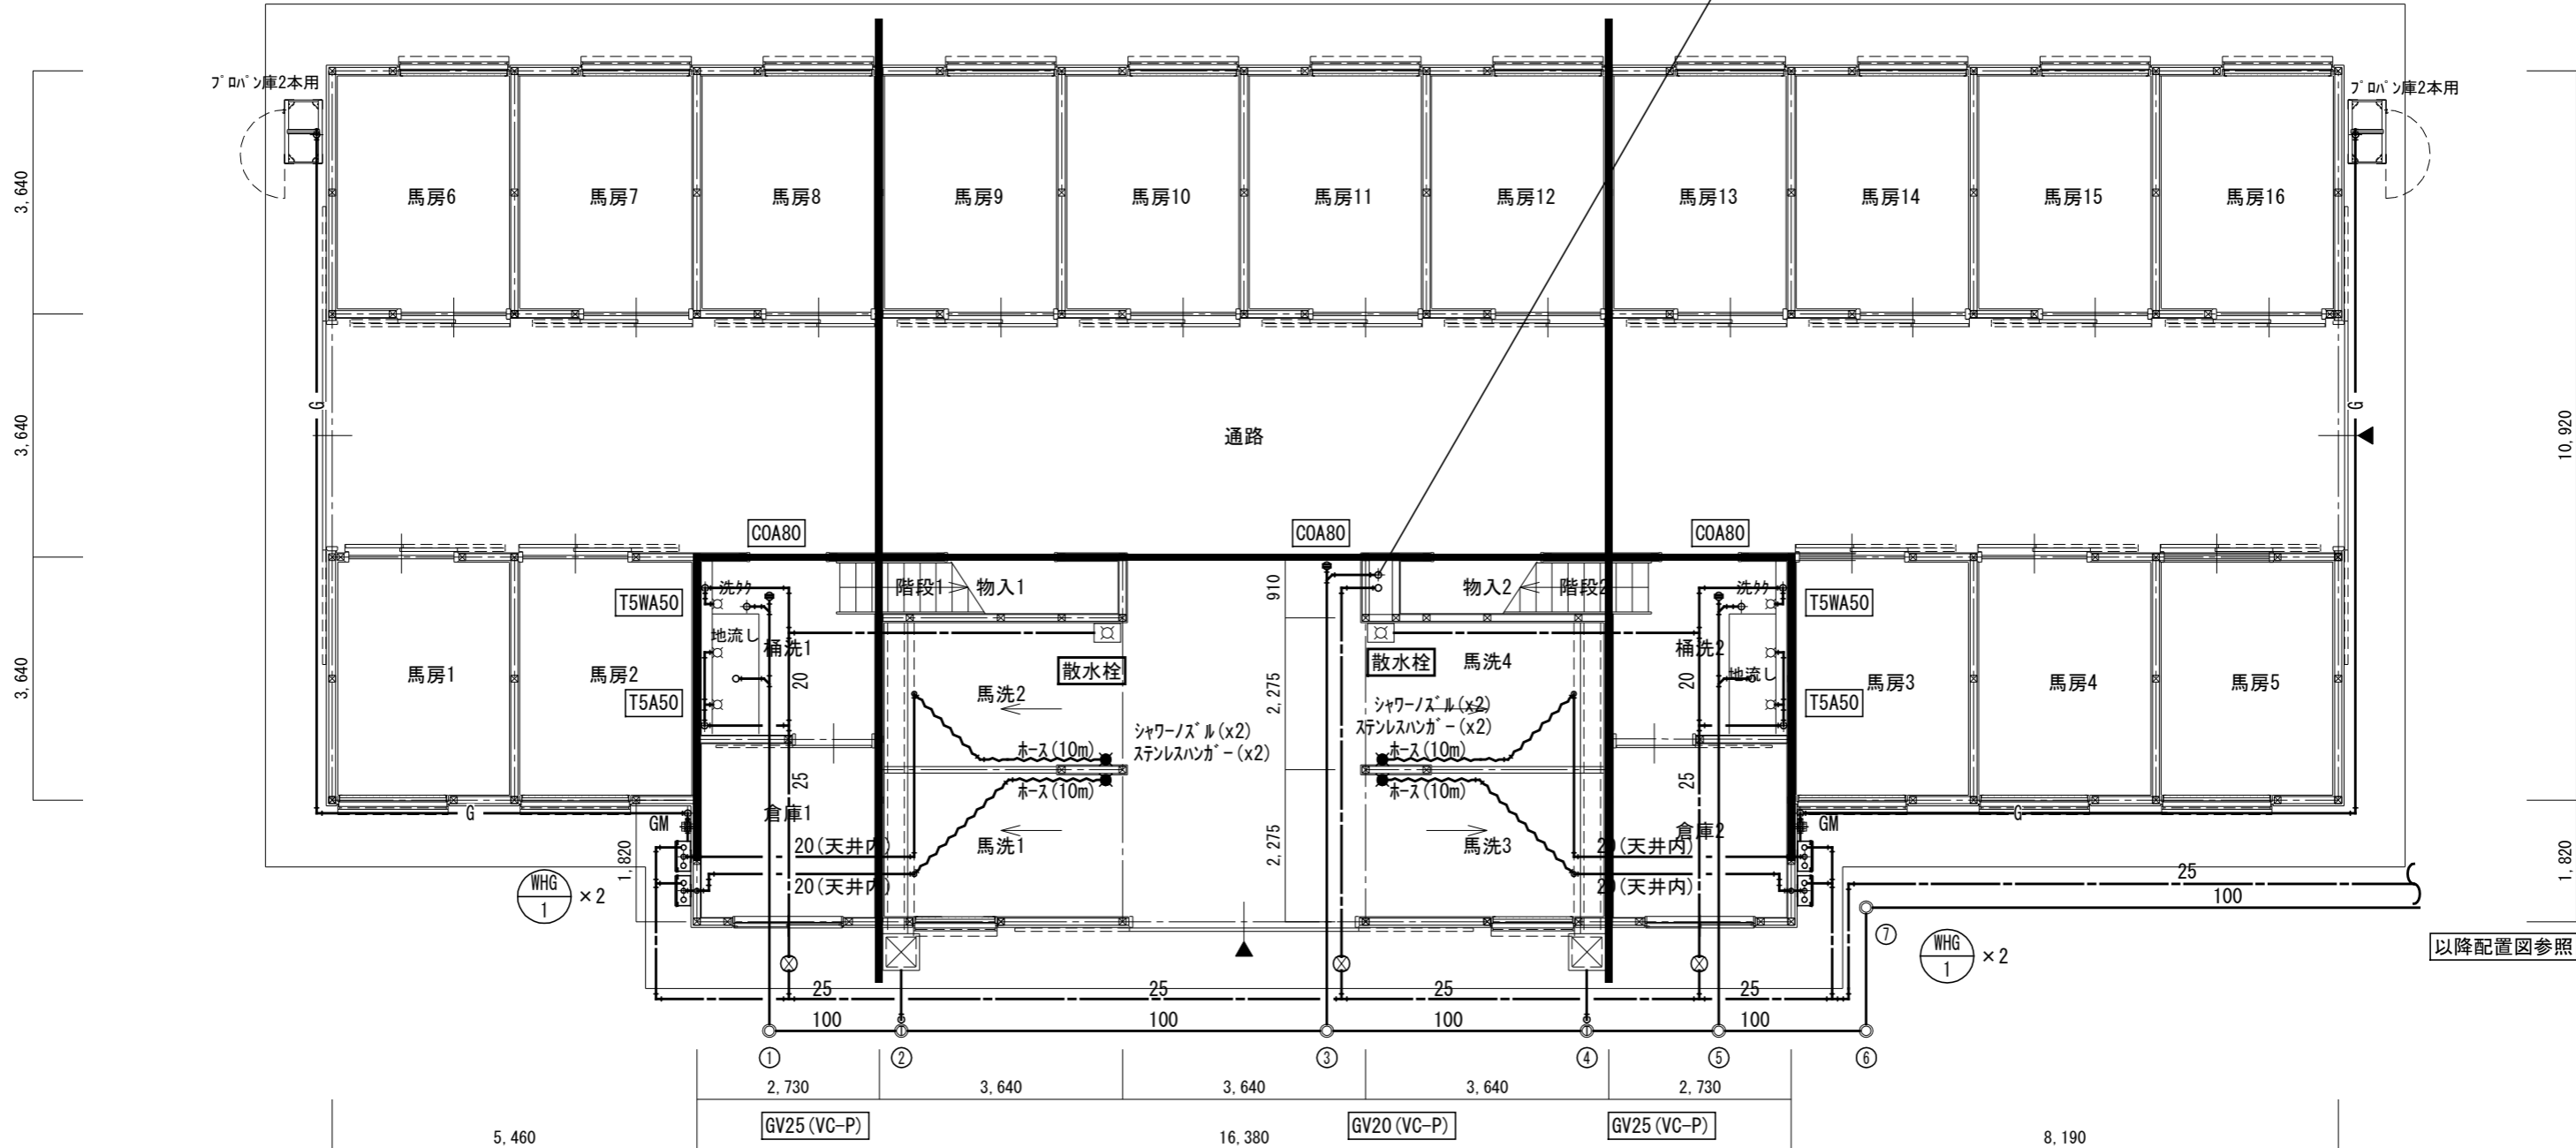 ﾌﾟﾛﾊﾟﾝ庫2本用
ﾌﾟﾛﾊﾟﾝ庫2本用
馬房6
馬房7
馬房8
馬房9
馬房10
馬房11
馬房12
馬房13
馬房14
馬房15
馬房16
3,640
3,640
3,640
10,920
1,820
G
G
通路
COA80
COA80
COA80
T5WA50
洗ﾀｸ
階段1
物入1
910
物入2
階段2
洗ﾀｸ
T5WA50
地流し
桶洗1
20
散水栓
散水栓
馬洗4
桶洗2
20
地流し
馬房1
馬房2
T5A50
馬洗2
2,275
T5A50
馬房3
馬房4
馬房5
ｼｬﾜｰﾉｽﾞﾙ(x2)
ｽﾃﾝﾚｽﾊﾝｶﾞｰ(x2)
ｼｬﾜｰﾉｽﾞﾙ(x2)
ｽﾃﾝﾚｽﾊﾝｶﾞｰ(x2)
ﾎｰｽ(10m)
ﾎｰｽ(10m)
ﾎｰｽ(10m)
ﾎｰｽ(10m)
25
25
倉庫1
倉庫2
G
GM
GM
G
1,820
20(天井内)
20(天井内)
馬洗1
2,275
馬洗3
20(天井内)
20(天井内)
WHG
1
×2
25
100
⑦
WHG
1
×2
以降配置図参照
25
25
25
25
100
100
100
100
①
②
③
④
⑤
⑥
2,730
3,640
3,640
3,640
2,730
GV25(VC-P)
GV20(VC-P)
GV25(VC-P)
5,460
16,380
8,190